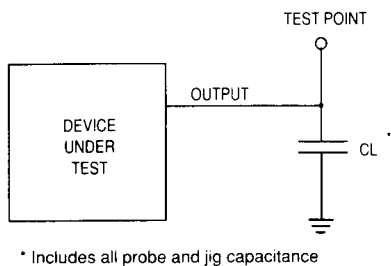 TEST POINT
OUTPUT
DEVICE
UNDER
TEST
CL *
* Includes all probe and jig capacitance